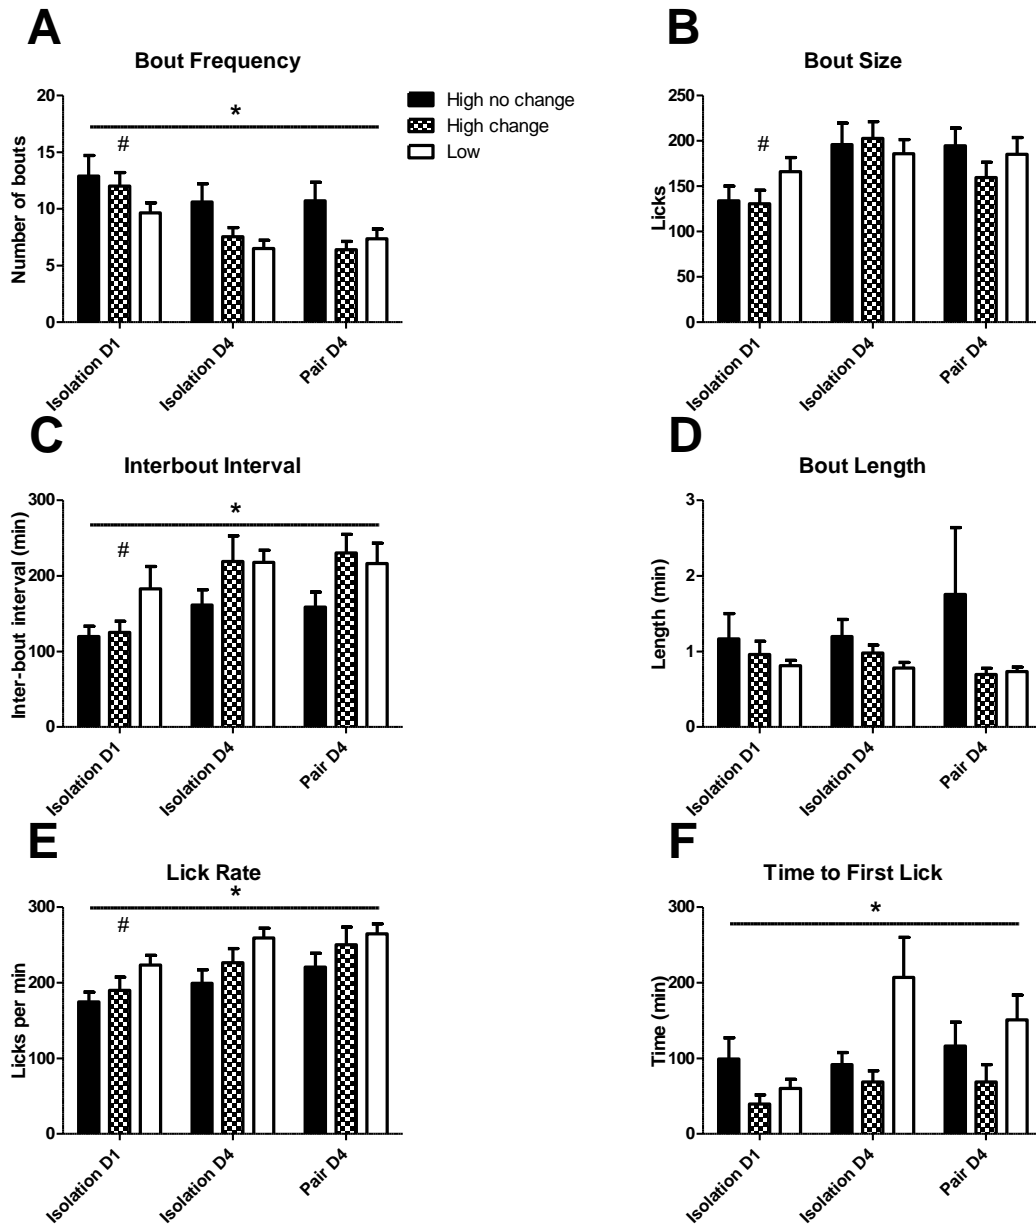 A
Bout Frequency
Number of bouts
20
15
10
5
0
*
#
Isolation D1
Isolation D4
Pair D4
High no change
High change
Low
B
Bout Size
Licks
250
200
150
100
50
0
#
Isolation D1
Isolation D4
Pair D4
C
Interbout Interval
Inter-bout interval (min)
300
200
100
0
*
#
Isolation D1
Isolation D4
Pair D4
D
Bout Length
Length (min)
3
2
1
0
Isolation D1
Isolation D4
Pair D4
E
Lick Rate
Licks per min
300
200
100
0
*
#
Isolation D1
Isolation D4
Pair D4
F
Time to First Lick
Time (min)
300
200
100
0
*
Isolation D1
Isolation D4
Pair D4